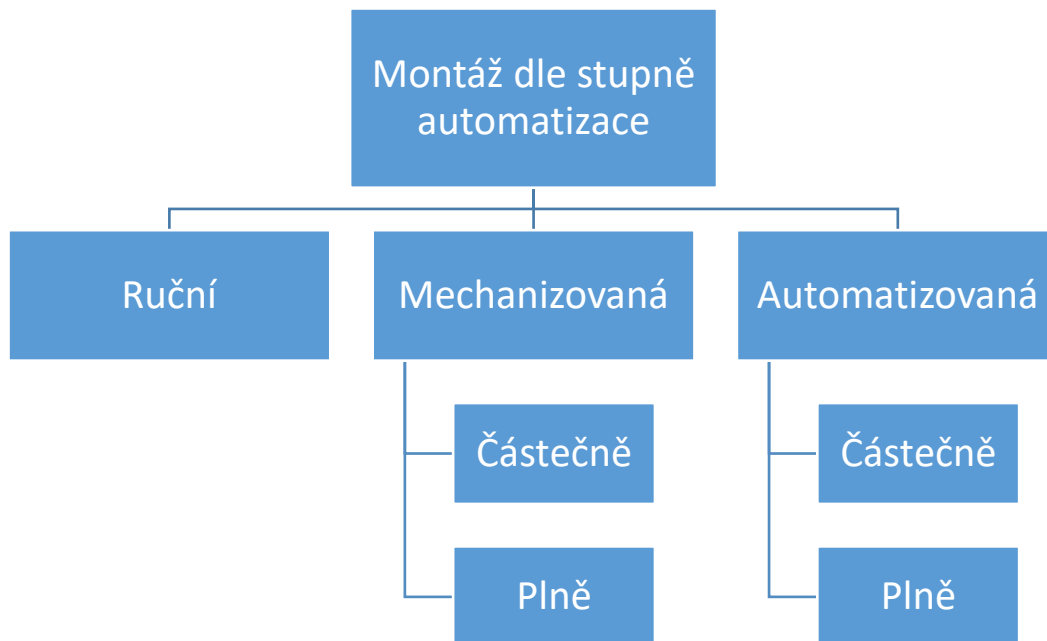 Montáž dle stupně
automatizace
Ruční
Mechanizovaná
Automatizovaná
Částečně
Částečně
Plně
Plně